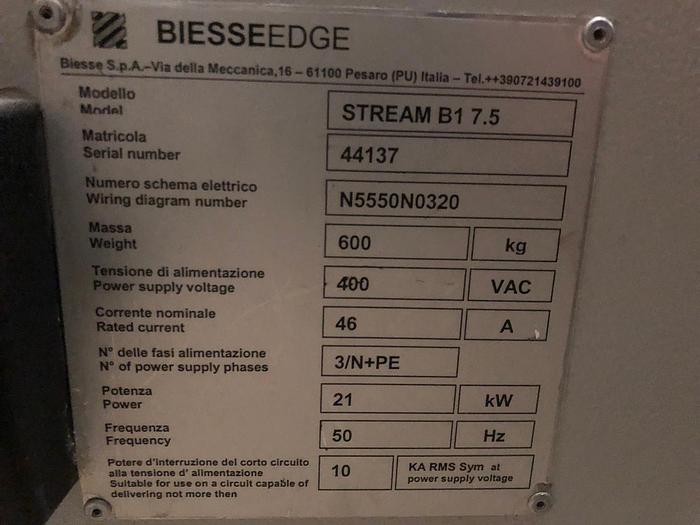 BIESSEEDGE
Biesse S.p.A.-Via della Meccanica,16 - 61100 Pesaro (PU) Italia - Tel.++390721439100
Modello
Model STREAM B1 7.5
Matricola
Serial number 44137
Numero schema elettrico
Wiring diagram number N5550N0320
Massa
Weight 600 kg
Tensione di alimentazione
Power supply voltage 400 VAC
Corrente nominale
Rated current 46 A
N° delle fasi alimentazione
N° of power supply phases 3/N+PE
Potenza
Power 21 kW
Frequenza
Frequency 50 Hz
Potere d'interruzione del corto circuito
alla tensione d' alimentazione
Suitable for use on a circuit capable of
delivering not more then
10 KA RMS Sym at
power supply voltage